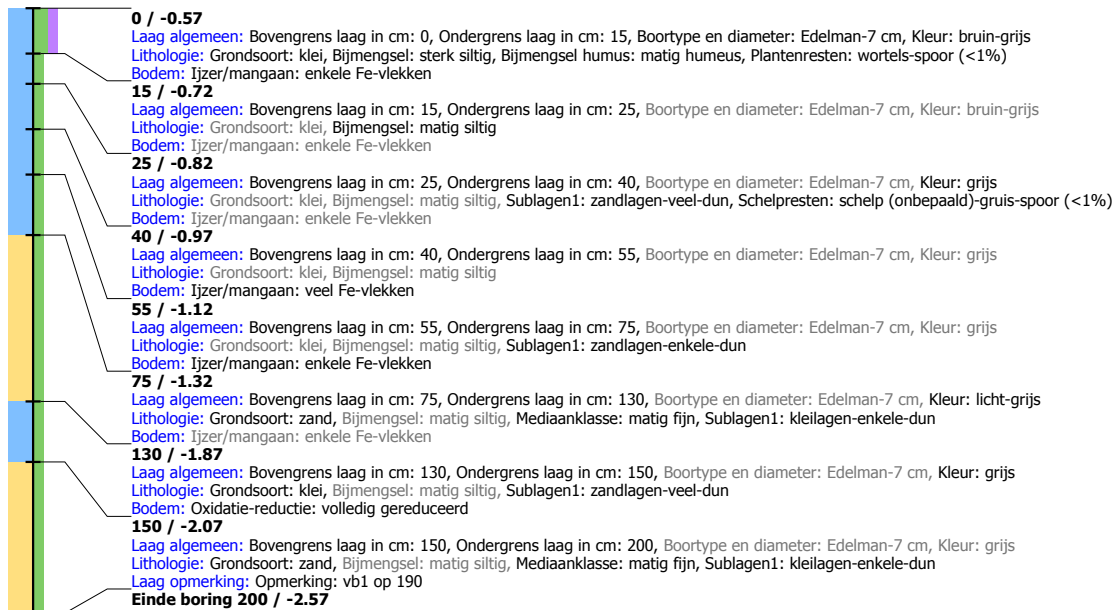 0 / -0.57
Laag algemeen: Bovengrens laag in cm: 0, Ondergrens laag in cm: 15, Boortype en diameter: Edelman-7 cm, Kleur: bruin-grijs
Lithologie: Grondsoort: klei, Bijmengsel: sterk siltig, Bijmengsel humus: matig humeus, Plantenresten: wortels-spoor (<1%)
Bodem: Ijzer/mangaan: enkele Fe-vlekken
15 / -0.72
Laag algemeen: Bovengrens laag in cm: 15, Ondergrens laag in cm: 25, Boortype en diameter: Edelman-7 cm, Kleur: bruin-grijs
Lithologie: Grondsoort: klei, Bijmengsel: matig siltig
Bodem: Ijzer/mangaan: enkele Fe-vlekken
25 / -0.82
Laag algemeen: Bovengrens laag in cm: 25, Ondergrens laag in cm: 40, Boortype en diameter: Edelman-7 cm, Kleur: grijs
Lithologie: Grondsoort: klei, Bijmengsel: matig siltig, Sublagen1: zandlagen-veel-dun, Schelpresten: schelp (onbepaald)-gruis-spoor (<1%)
Bodem: Ijzer/mangaan: enkele Fe-vlekken
40 / -0.97
Laag algemeen: Bovengrens laag in cm: 40, Ondergrens laag in cm: 55, Boortype en diameter: Edelman-7 cm, Kleur: grijs
Lithologie: Grondsoort: klei, Bijmengsel: matig siltig
Bodem: Ijzer/mangaan: veel Fe-vlekken
55 / -1.12
Laag algemeen: Bovengrens laag in cm: 55, Ondergrens laag in cm: 75, Boortype en diameter: Edelman-7 cm, Kleur: grijs
Lithologie: Grondsoort: klei, Bijmengsel: matig siltig, Sublagen1: zandlagen-enkele-dun
Bodem: Ijzer/mangaan: enkele Fe-vlekken
75 / -1.32
Laag algemeen: Bovengrens laag in cm: 75, Ondergrens laag in cm: 130, Boortype en diameter: Edelman-7 cm, Kleur: licht-grijs
Lithologie: Grondsoort: zand, Bijmengsel: matig siltig, Mediaanklasse: matig fijn, Sublagen1: kleilagen-enkele-dun
Bodem: Ijzer/mangaan: enkele Fe-vlekken
130 / -1.87
Laag algemeen: Bovengrens laag in cm: 130, Ondergrens laag in cm: 150, Boortype en diameter: Edelman-7 cm, Kleur: grijs
Lithologie: Grondsoort: klei, Bijmengsel: matig siltig, Sublagen1: zandlagen-veel-dun
Bodem: Oxidatie-reductie: volledig gereduceerd
150 / -2.07
Laag algemeen: Bovengrens laag in cm: 150, Ondergrens laag in cm: 200, Boortype en diameter: Edelman-7 cm, Kleur: grijs
Lithologie: Grondsoort: zand, Bijmengsel: matig siltig, Mediaanklasse: matig fijn, Sublagen1: kleilagen-enkele-dun
Laag opmerking: Opmerking: vb1 op 190
Einde boring 200 / -2.57